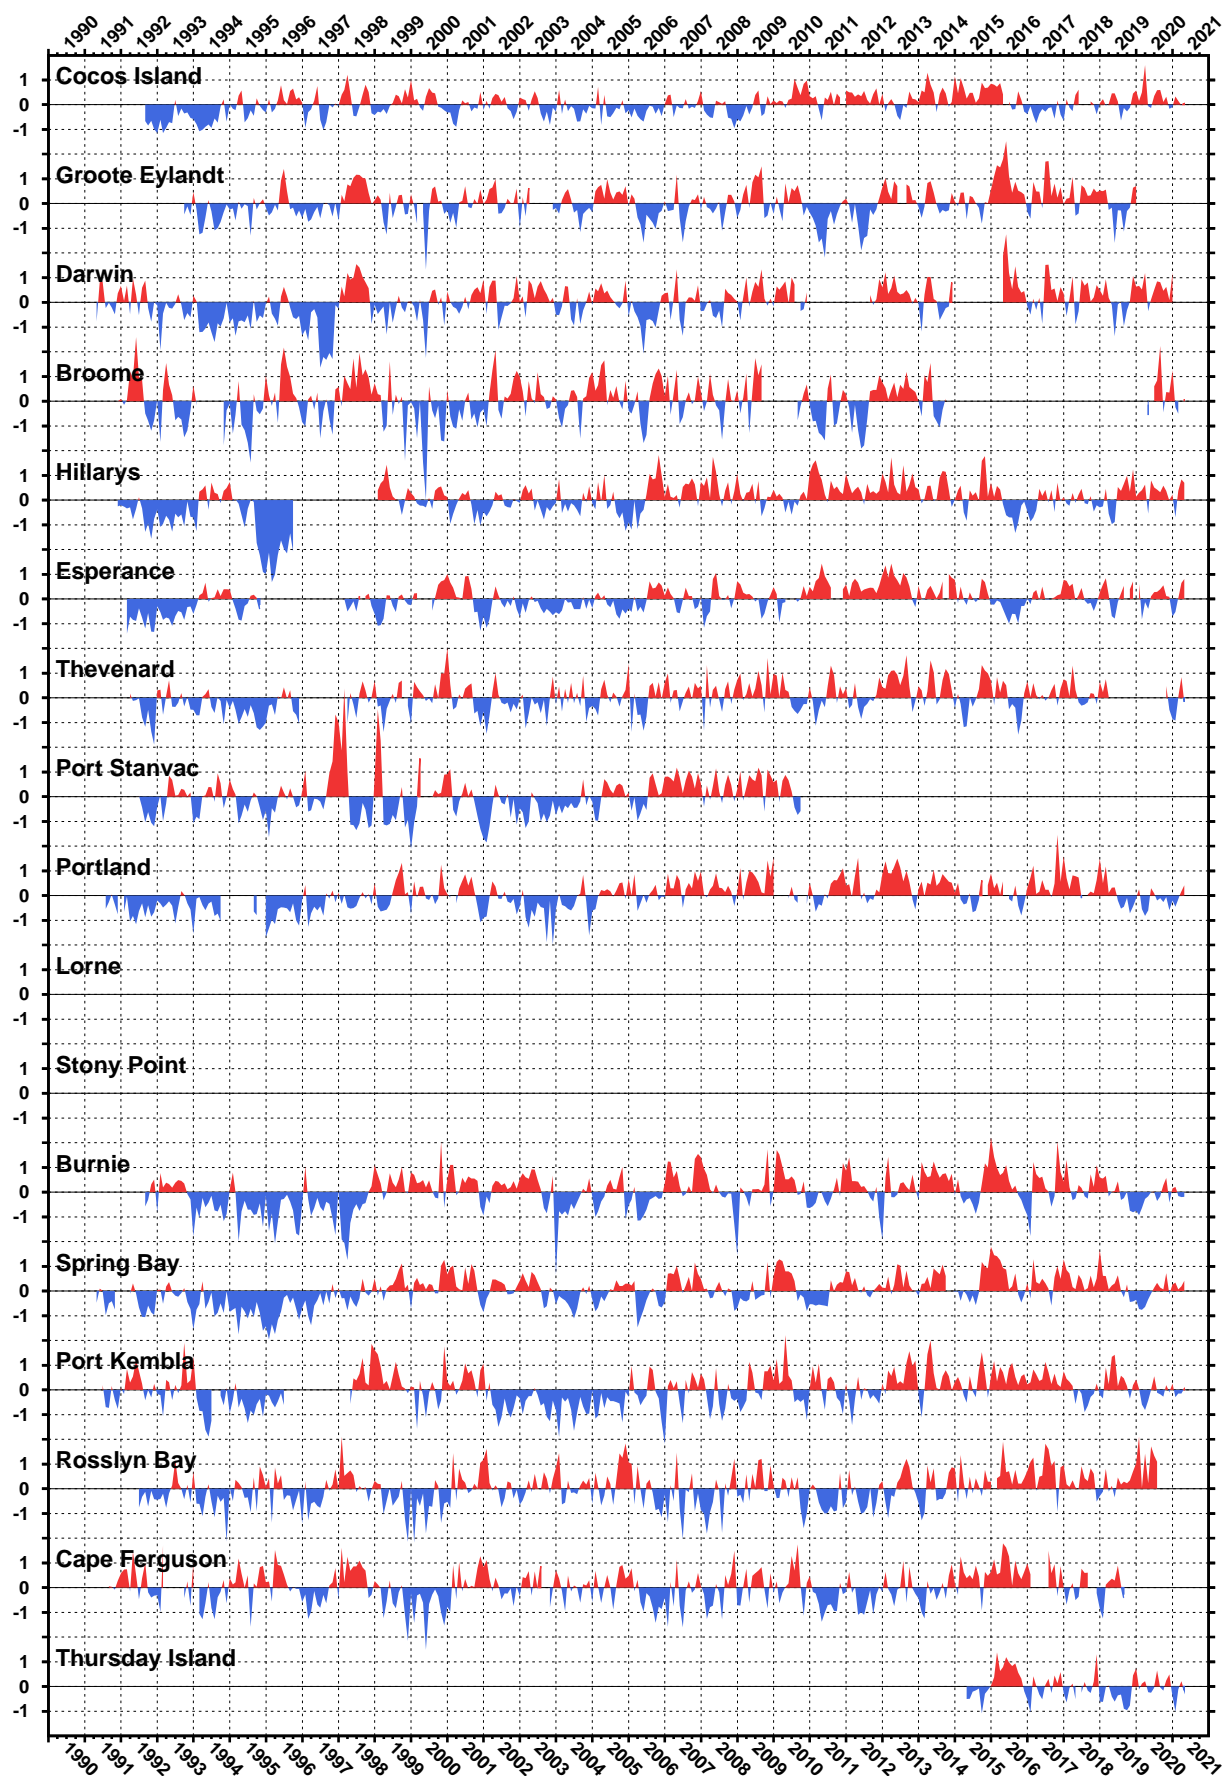 1990 1991 1992 1993 1994 1995 1996 1997 1998 1999 2000 2001 2002 2003 2004 2005 2006 2007 2008 2009 2010 2011 2012 2013 2014 2015 2016 2017 2018 2019 2020 2021
Cocos Island
1
0
-1
Groote Eylandt
1
0
-1
Darwin
1
0
-1
Broome
1
0
-1
Hillarys
1
0
-1
Esperance
1
0
-1
Thevenard
1
0
-1
Port Stanvac
1
0
-1
Portland
1
0
-1
Lorne
1
0
-1
Stony Point
1
0
-1
Burnie
1
0
-1
Spring Bay
1
0
-1
Port Kembla
1
0
-1
Rosslyn Bay
1
0
-1
Cape Ferguson
1
0
-1
Thursday Island
1
0
-1
1990 1991 1992 1993 1994 1995 1996 1997 1998 1999 2000 2001 2002 2003 2004 2005 2006 2007 2008 2009 2010 2011 2012 2013 2014 2015 2016 2017 2018 2019 2020 2021